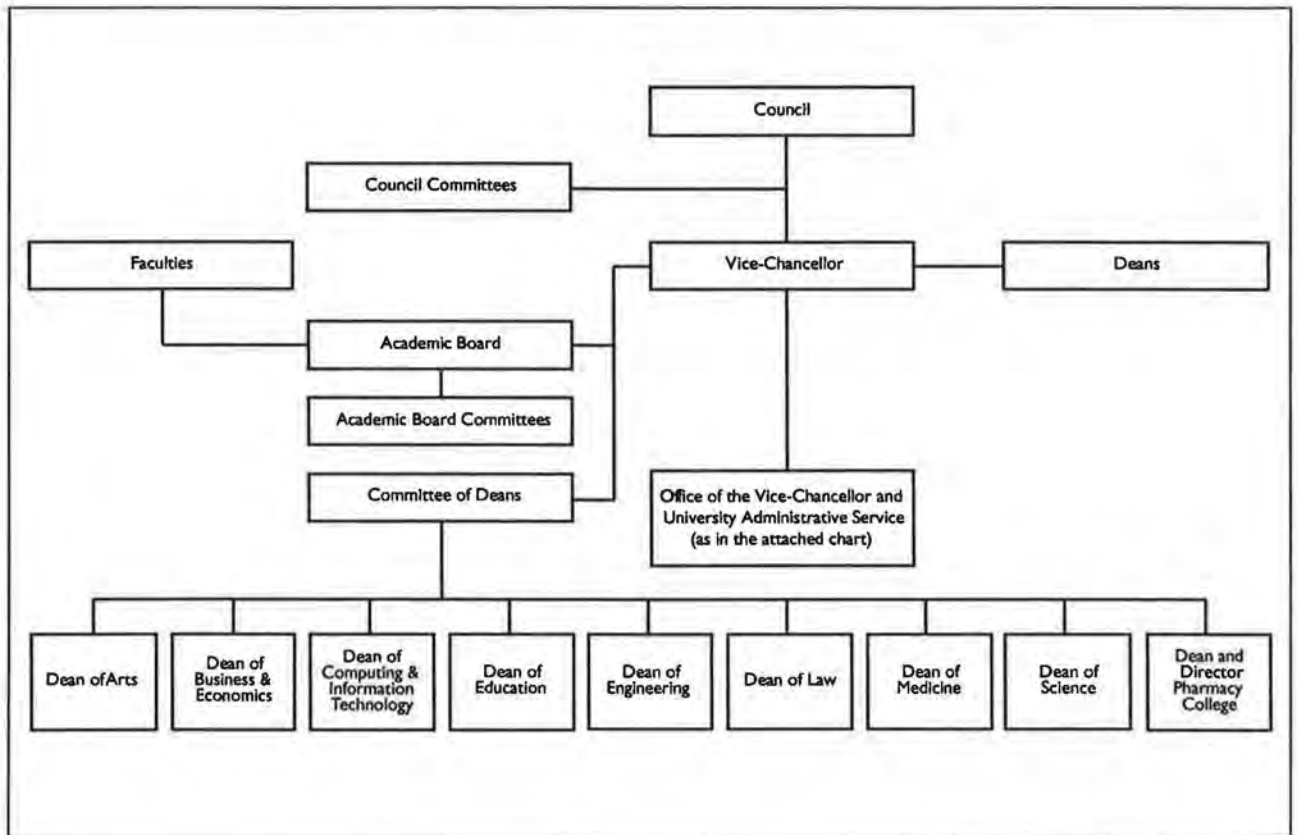 Council
Council Committees
Faculties
Vice-Chancellor
Deans
Academic Board
Academic Board Committees
Committee of Deans
Office of the Vice-Chancellor and
University Administrative Service
(as in the attached chart)
Dean of Arts
Dean of
Business &
Economics
Dean of
Computing &
Information
Technology
Dean of
Education
Dean of
Engineering
Dean of Law
Dean of
Medicine
Dean of
Science
Dean and
Director
Pharmacy
College